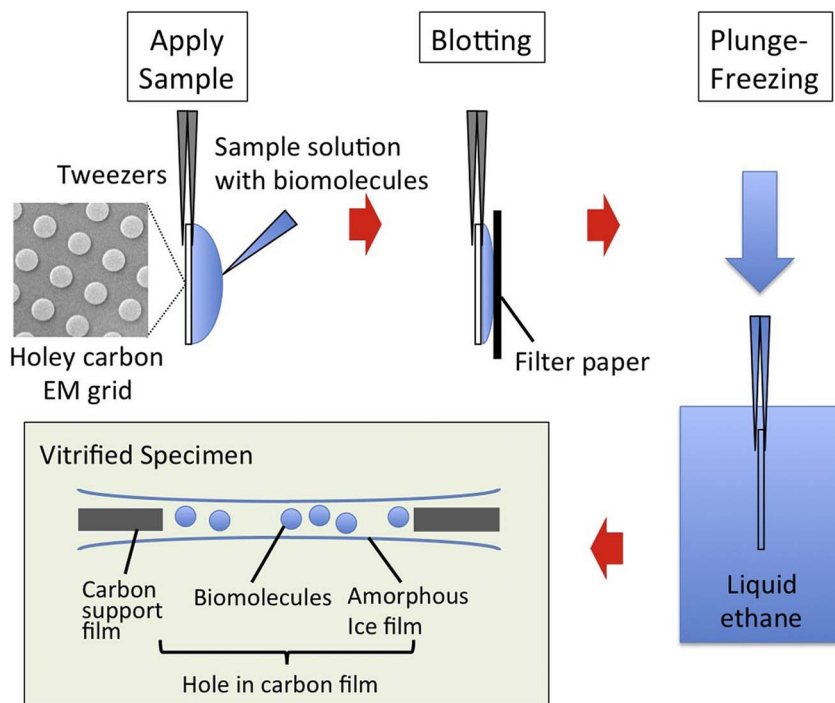 Apply
Sample
Blotting
Plunge-
Freezing
Tweezers
Sample solution
with biomolecules
Holey carbon
EM grid
Filter paper
Liquid
ethane
Vitrified Specimen
Carbon
support
film
Biomolecules
Amorphous
Ice film
Hole in carbon film